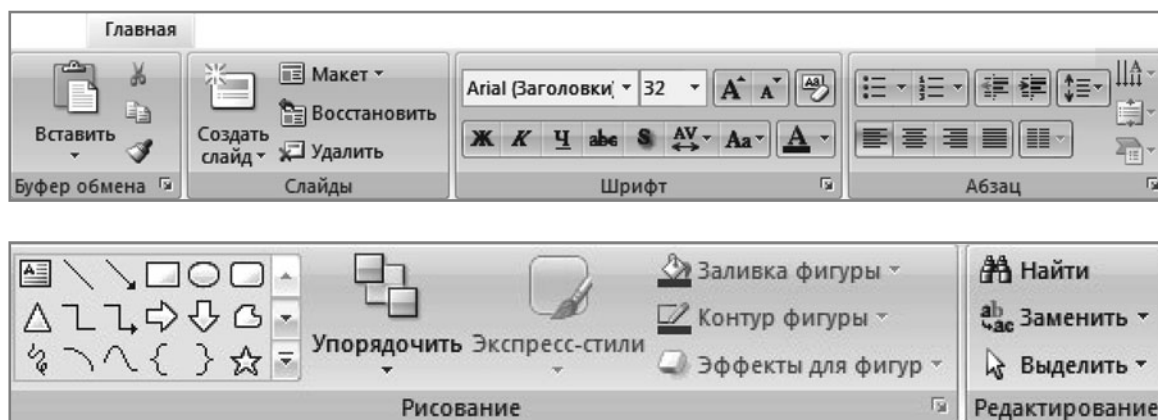 Главная
Вставить
Буфер обмена
Создать слайд
Макет
Восстановить
Удалить
Слайды
Arial (Заголовки 32 А А Aa
Ж К Ч abc S AV Aa A
Шрифт
Абзац
Упорядочить
Экспресс-стили
Заливка фигуры
Контур фигуры
Эффекты для фигур
Рисование
Найти
Заменить
Выделить
Редактирование